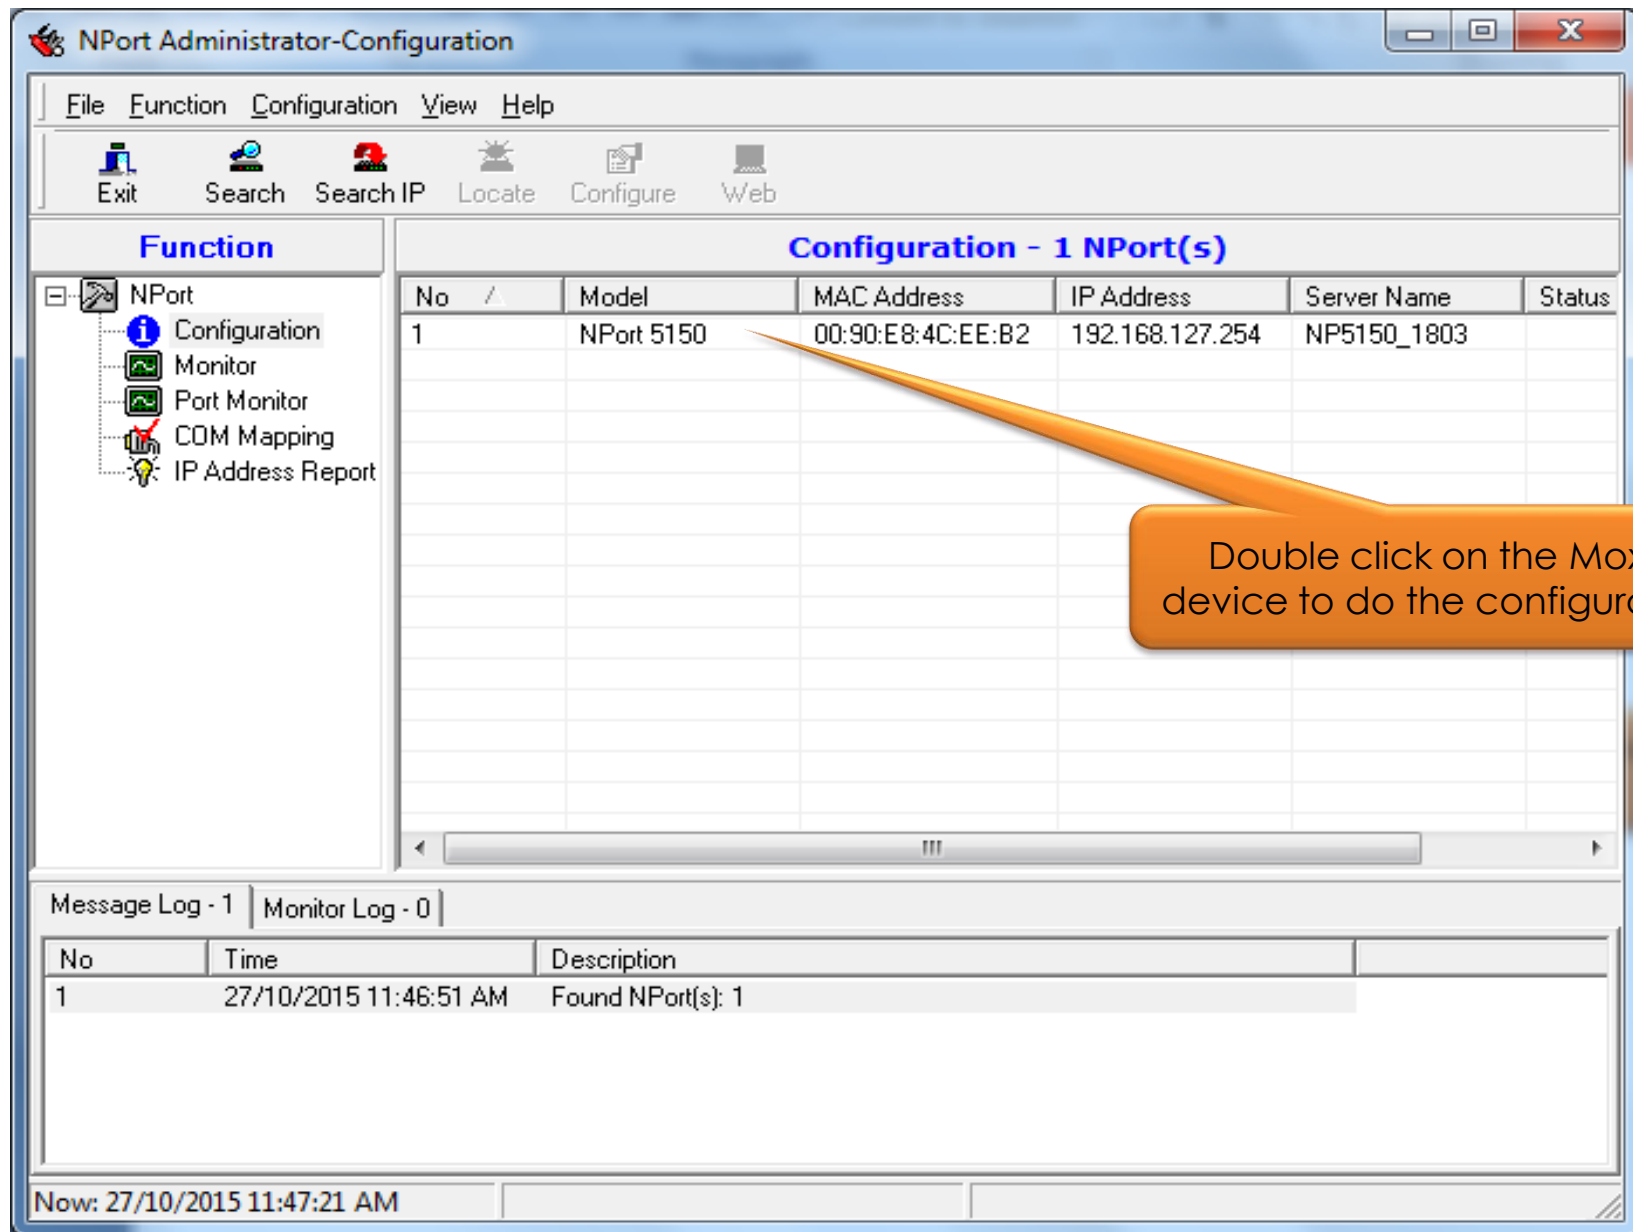 NPort Administrator-Configuration
File Function Configuration View Help
Exit Search Search IP Locate Configure Web
Function
Configuration - 1 NPort(s)
NPort
Configuration
Monitor
Port Monitor
COM Mapping
IP Address Report
No Model MAC Address IP Address Server Name Status
1 NPort 5150 00:90:E8:4C:EE:B2 192.168.127.254 NP5150_1803
Double click on the Mox
device to do the configura
Message Log - 1 Monitor Log - 0
No Time Description
1 27/10/2015 11:46:51 AM Found NPort(s): 1
Now: 27/10/2015 11:47:21 AM